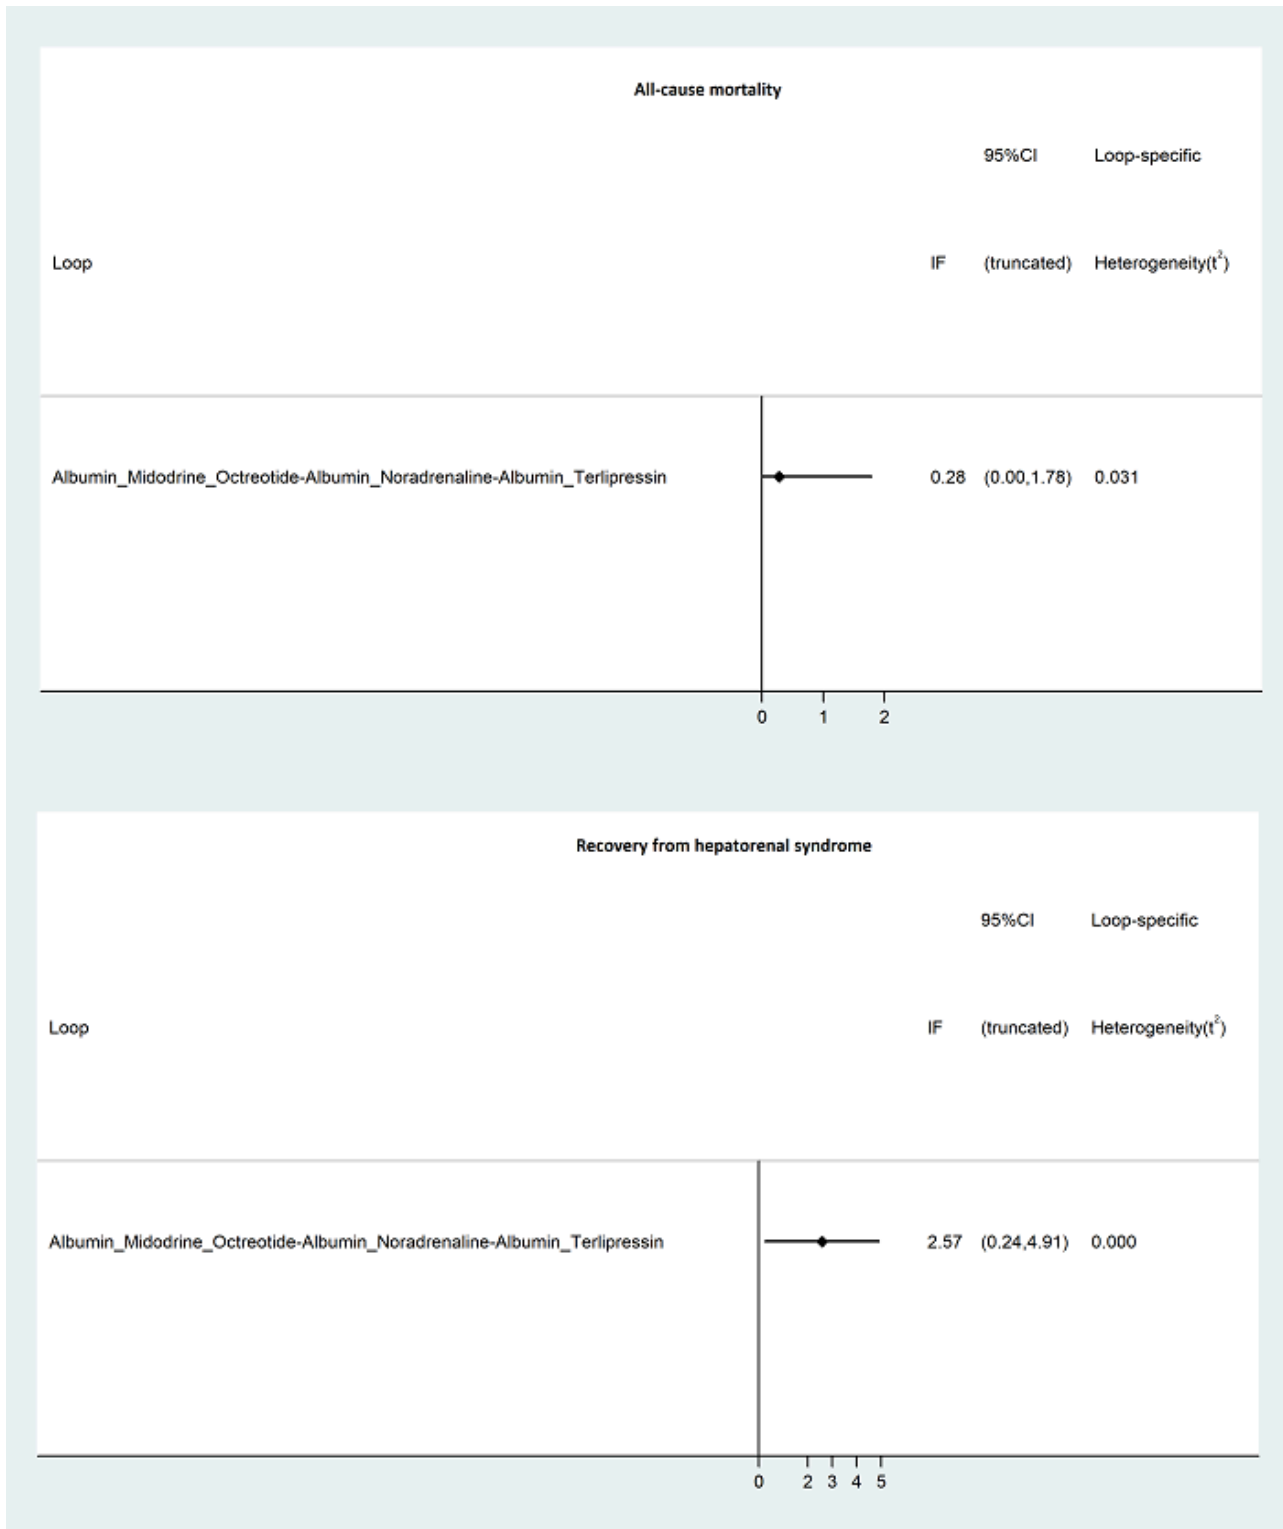 All-cause mortality
95%CI Loop-specific
Loop IF (truncated) Heterogeneity(t²)
Albumin_Midodrine_Octreotide-Albumin_Noradrenaline-Albumin_Terlipressin 0.28 (0.00,1.78) 0.031
0 1 2
Recovery from hepatorenal syndrome
95%CI Loop-specific
Loop IF (truncated) Heterogeneity(t²)
Albumin_Midodrine_Octreotide-Albumin_Noradrenaline-Albumin_Terlipressin 2.57 (0.24,4.91) 0.000
0 2 3 4 5